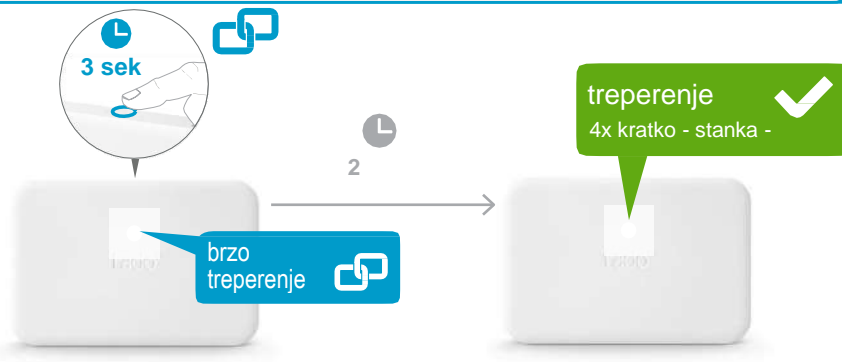 3 sek
treperenje
4x kratko - stanka -
2
brzo
treperenje